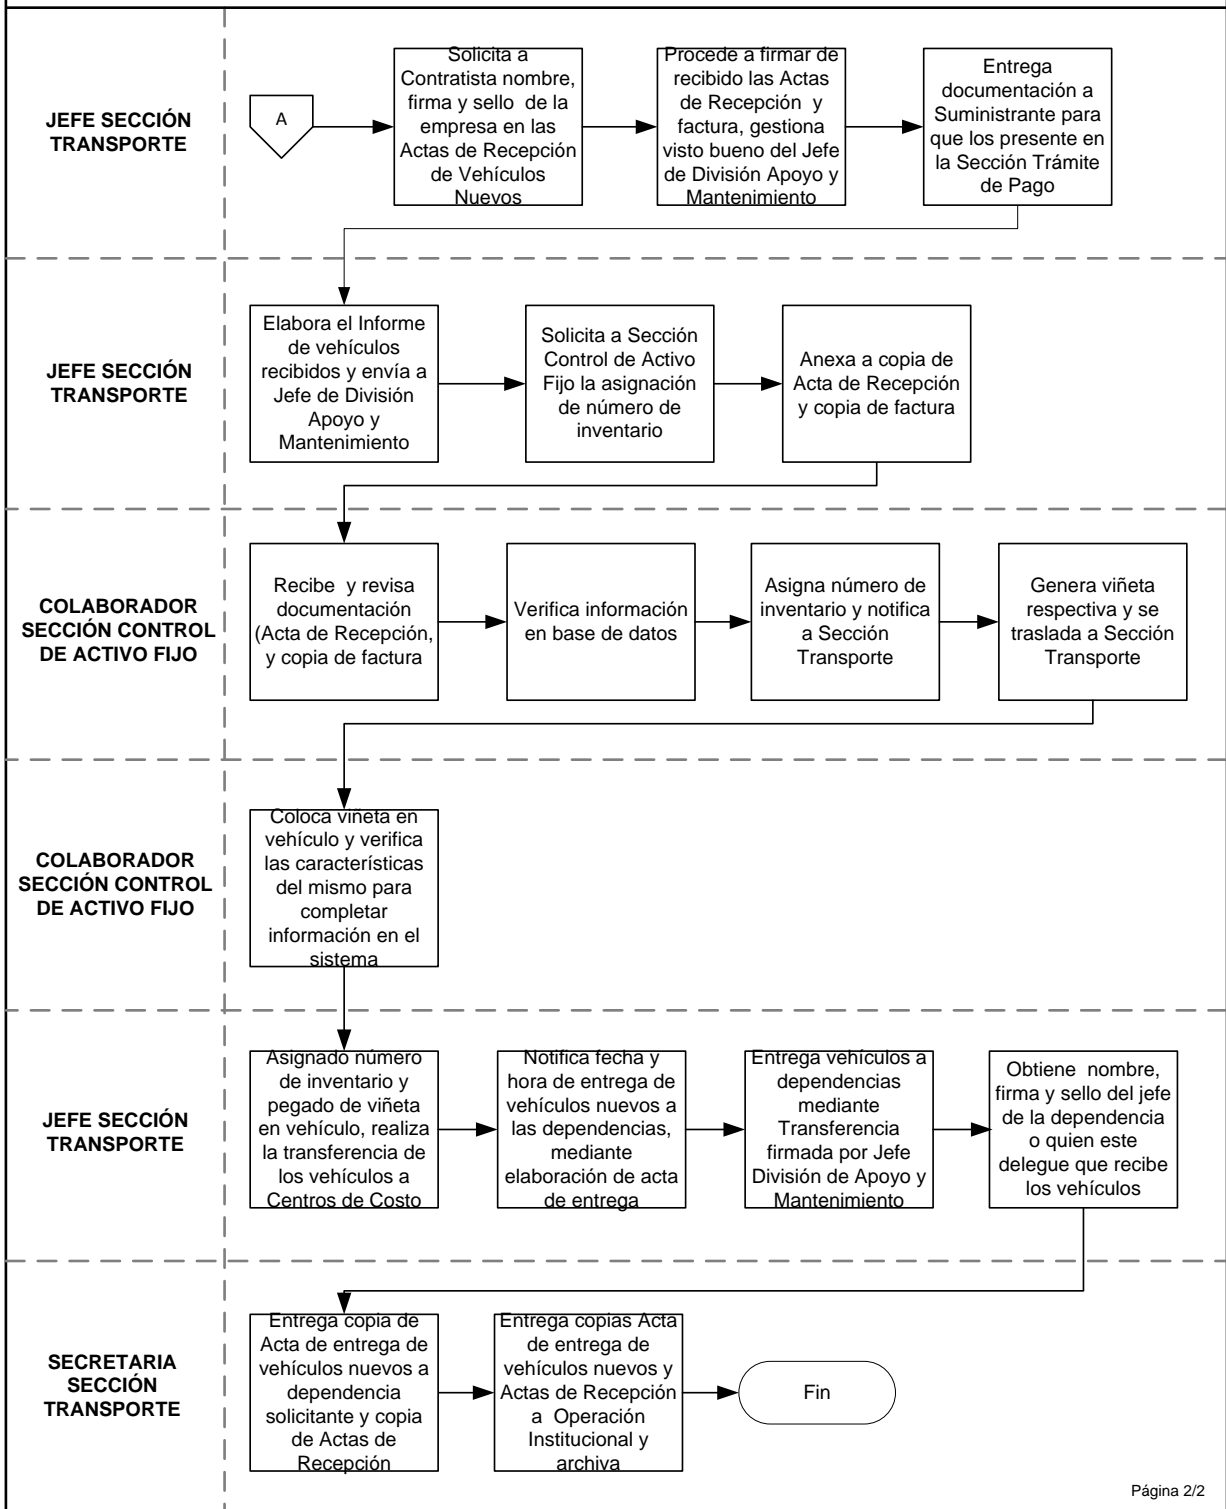 JEFE SECCIÓN
TRANSPORTE
A
Solicita a
Contratista nombre,
firma y sello de la
empresa en las
Actas de Recepción
de Vehículos
Nuevos
Procede a firmar de
recibido las Actas
de Recepción y
factura, gestiona
visto bueno del Jefe
de División Apoyo y
Mantenimiento
Entrega
documentación a
Suministrante para
que los presente en
la Sección Trámite
de Pago
JEFE SECCIÓN
TRANSPORTE
Elabora el Informe
de vehículos
recibidos y envía a
Jefe de División
Apoyo y
Mantenimiento
Solicita a Sección
Control de Activo
Fijo la asignación
de número de
inventario
Anexa a copia de
Acta de Recepción
y copia de factura
COLABORADOR
SECCIÓN CONTROL
DE ACTIVO FIJO
Recibe y revisa
documentación
(Acta de Recepción,
y copia de factura
Verifica información
en base de datos
Asigna número de
inventario y notifica
a Sección
Transporte
Genera viñeta
respectiva y se
traslada a Sección
Transporte
COLABORADOR
SECCIÓN CONTROL
DE ACTIVO FIJO
Coloca viñeta en
vehículo y verifica
las características
del mismo para
completar
información en el
sistema
JEFE SECCIÓN
TRANSPORTE
Asignado número
de inventario y
pegado de viñeta
en vehículo, realiza
la transferencia de
los vehículos a
Centros de Costo
Notifica fecha y
hora de entrega de
vehículos nuevos a
las dependencias,
mediante
elaboración de acta
de entrega
Entrega vehículos a
dependencias
mediante
Transferencia
firmada por Jefe
División de Apoyo y
Mantenimiento
Obtiene nombre,
firma y sello del jefe
de la dependencia
o quien este
delegue que recibe
los vehículos
SECRETARIA
SECCIÓN
TRANSPORTE
Entrega copia de
Acta de entrega de
vehículos nuevos a
dependencia
solicitante y copia
de Actas de
Recepción
Entrega copias Acta
de entrega de
vehículos nuevos y
Actas de Recepción
a Operación
Institucional y
archiva
Fin
Página 2/2